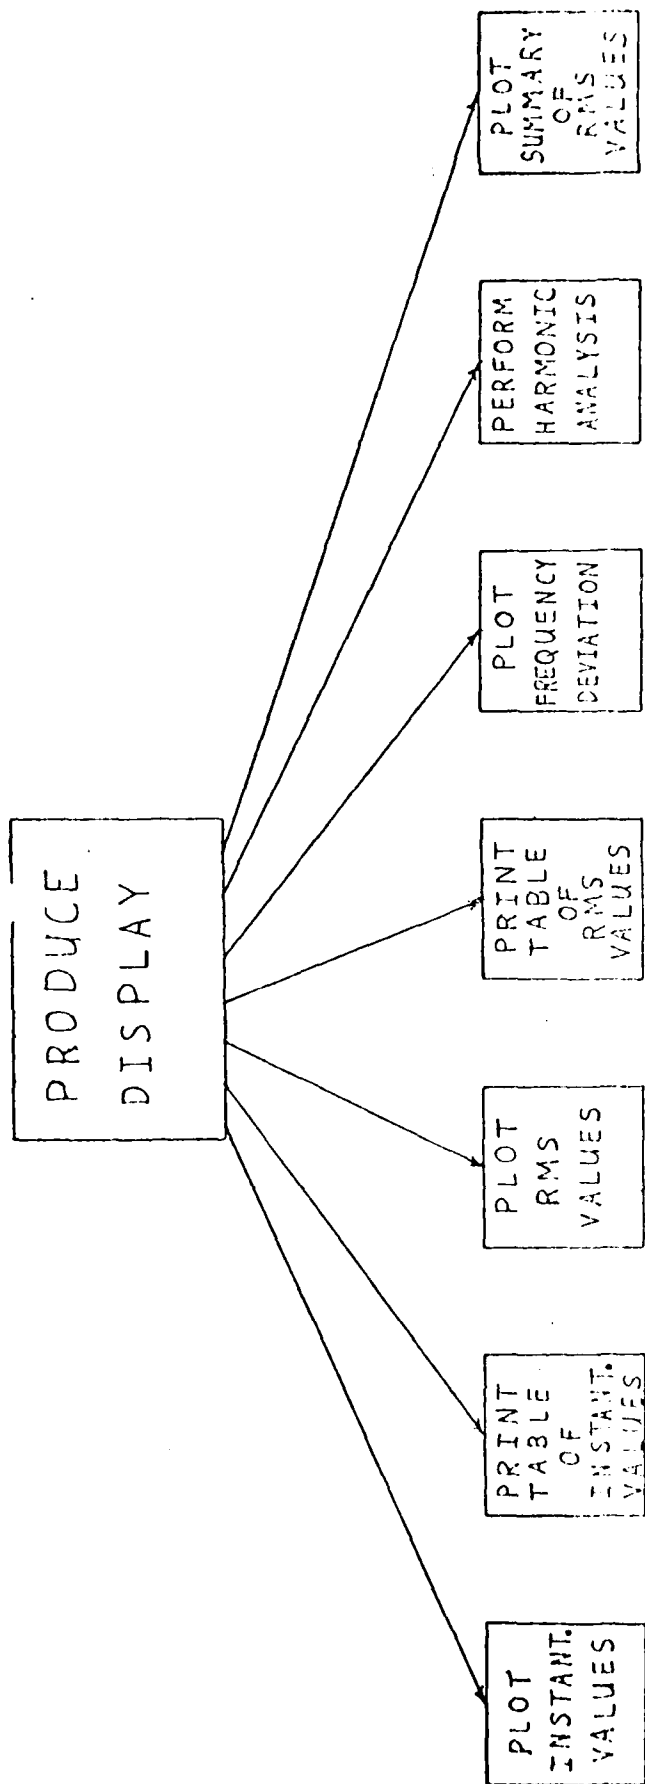 PRODUCE
DISPLAY
PLOT
INSTANT.
VALUES
PRINT
TABLE
OF
INSTANT.
VALUES
PLOT
RMS
VALUES
PRINT
TABLE
OF
RMS
VALUES
PLOT
FREQUENCY
DEVIATION
PERFORM
HARMONIC
ANALYSIS
PLOT
SUMMARY
OF
RMS
VALUES